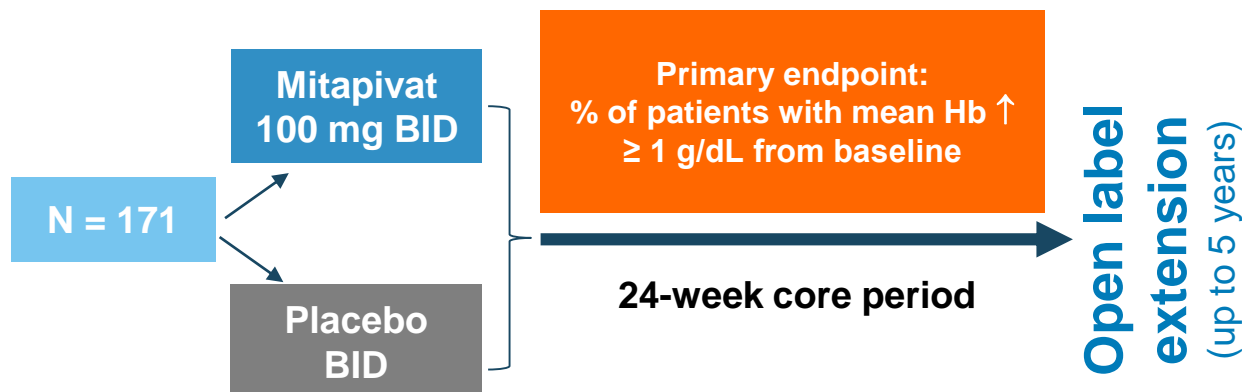 N = 171
Mitapivat
100 mg BID
Placebo
BID
Primary endpoint:
% of patients with mean Hb ↑
≥ 1 g/dL from baseline
24-week core period
Open label
extension
(up to 5 years)